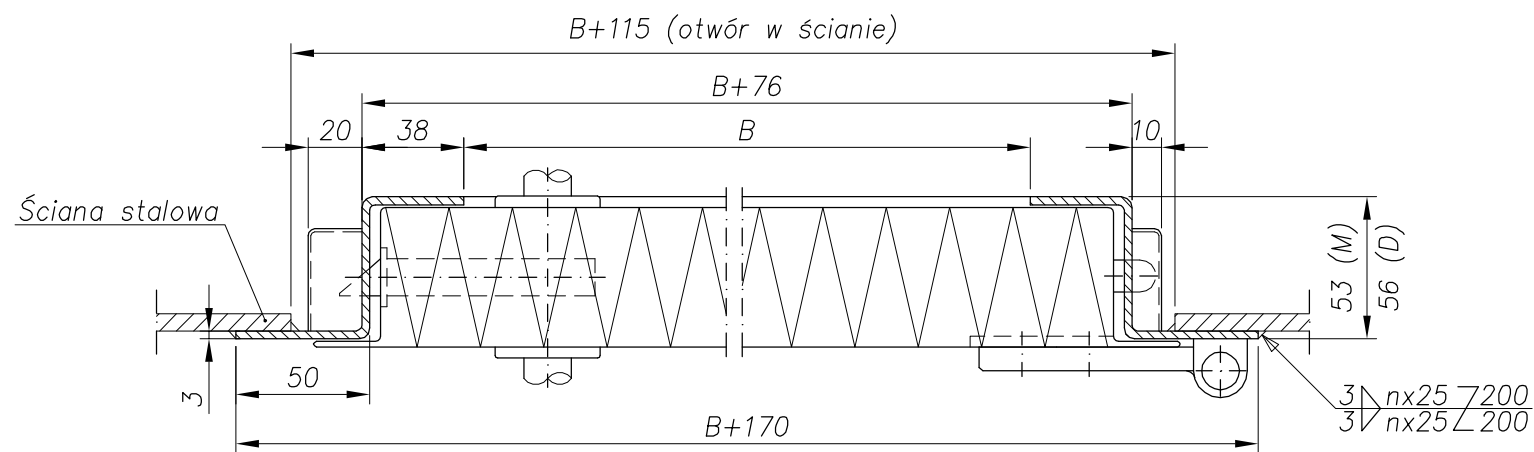 B+115 (otwór w ścianie)
B+76
20
38
B
10
Ściana stalowa
53 (M)
56 (D)
3
50
B+170
3 nx25 200
3 nx25 200